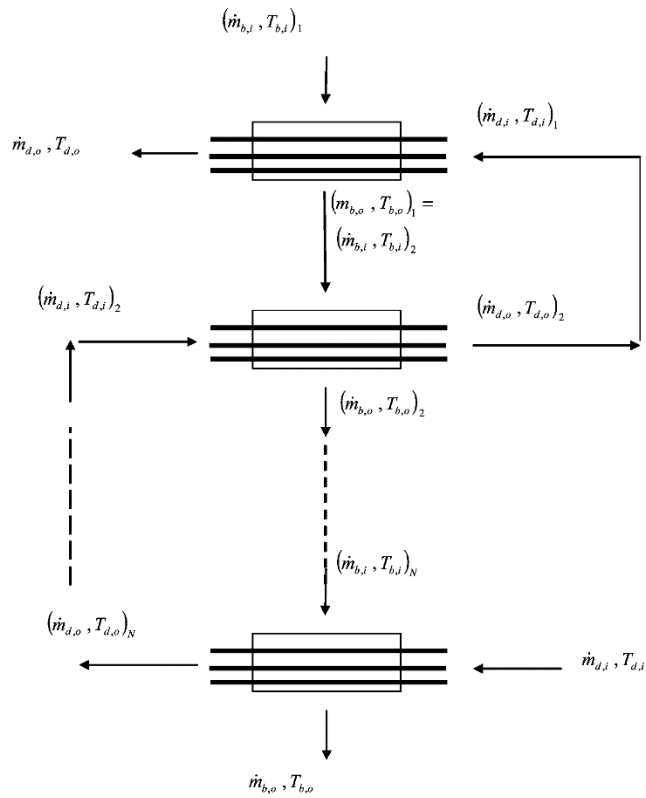 (ṁ_{b,i} , T_{b,i})_1
(ṁ_{d,i} , T_{d,i})_1
ṁ_{d,o} , T_{d,o}
(m_{b,o} , T_{b,o})_1 =
(ṁ_{b,i} , T_{b,i})_2
(ṁ_{d,i} , T_{d,i})_2
(ṁ_{d,o} , T_{d,o})_2
(ṁ_{b,o} , T_{b,o})_2
(ṁ_{b,i} , T_{b,i})_N
(ṁ_{d,o} , T_{d,o})_N
ṁ_{d,i} , T_{d,i}
ṁ_{b,o} , T_{b,o}